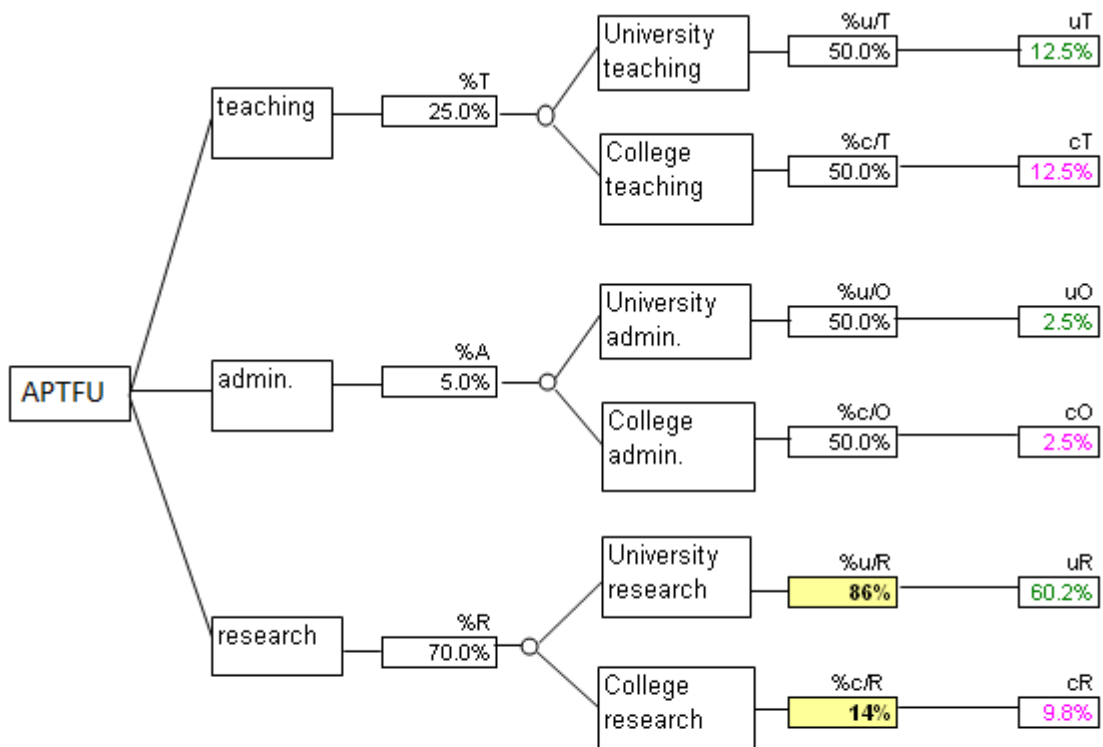 University
teaching
%u/T
50.0%
uT
12.5%
teaching
%T
25.0%
College
teaching
%c/T
50.0%
cT
12.5%
University
admin.
%u/O
50.0%
uO
2.5%
APTFU
admin.
%A
5.0%
College
admin.
%c/O
50.0%
cO
2.5%
University
research
%u/R
86%
uR
60.2%
research
%R
70.0%
College
research
%c/R
14%
cR
9.8%